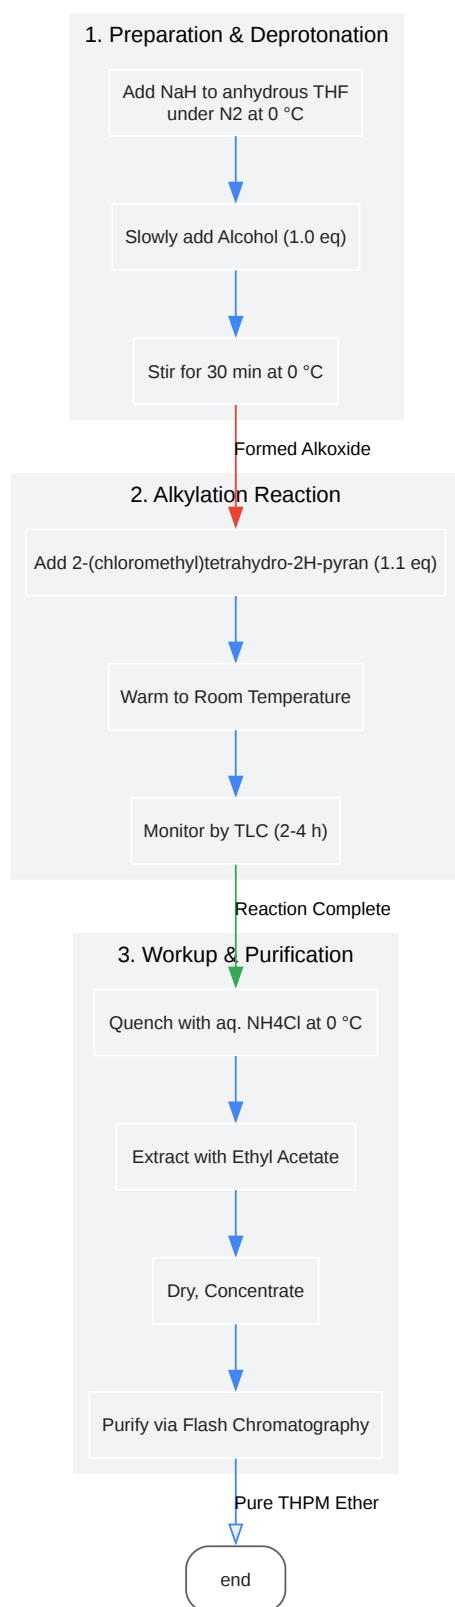 1. Preparation & Deprotonation
Add NaH to anhydrous THF
under N2 at 0 °C
Slowly add Alcohol (1.0 eq)
Stir for 30 min at 0 °C
Formed Alkoxide
2. Alkylation Reaction
Add 2-(chloromethyl)tetrahydro-2H-pyran (1.1 eq)
Warm to Room Temperature
Monitor by TLC (2-4 h)
Reaction Complete
3. Workup & Purification
Quench with aq. NH4Cl at 0 °C
Extract with Ethyl Acetate
Dry, Concentrate
Purify via Flash Chromatography
Pure THPM Ether
end